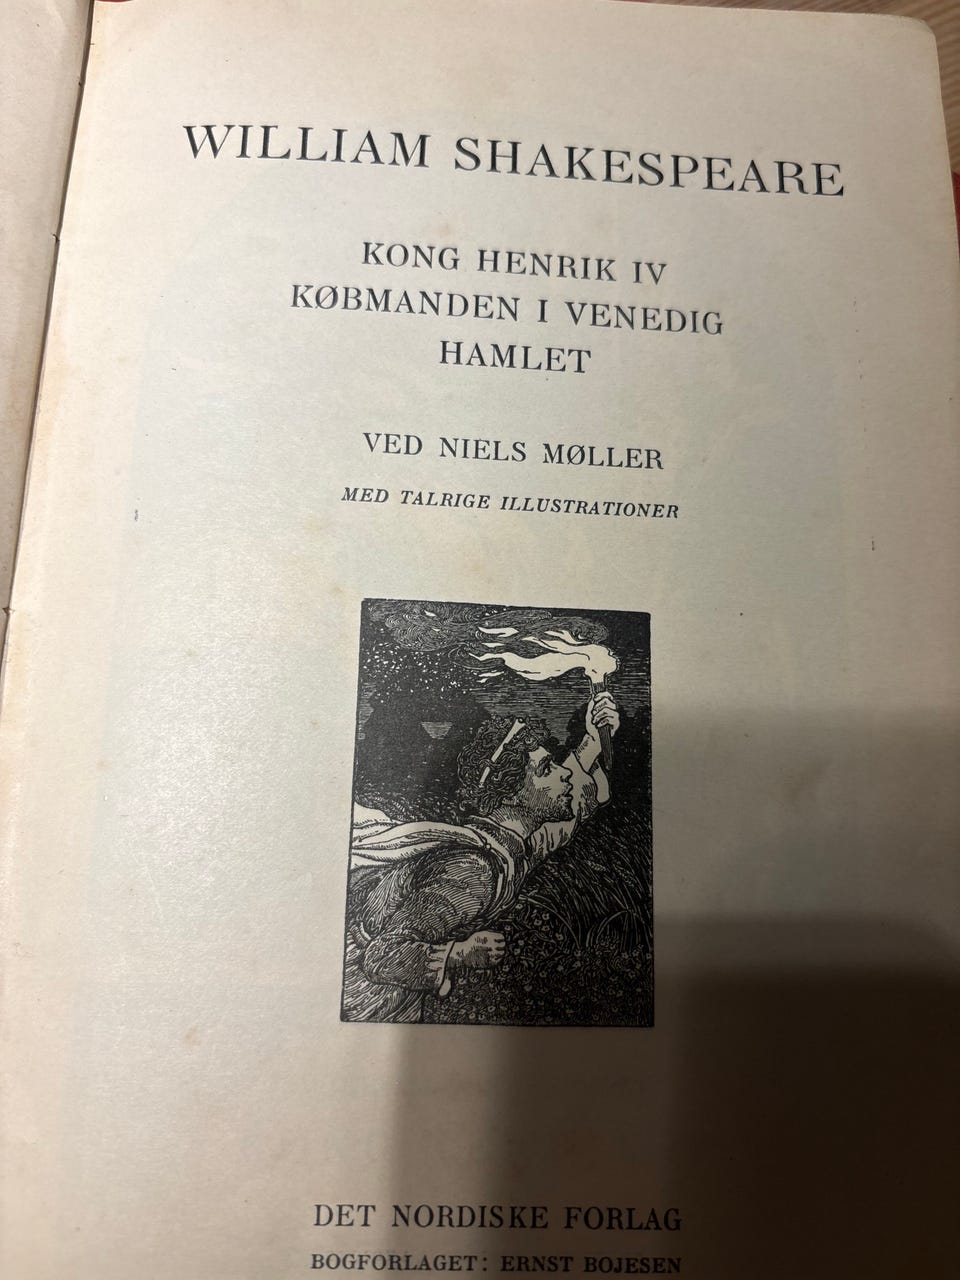 WILLIAM SHAKESPEARE
KONG HENRIK IV
KØBMANDEN I VENEDIG
HAMLET
VED NIELS MØLLER
MED TALRIGE ILLUSTRATIONER
DET NORDISKE FORLAG
BOGFORLAGET: ERNST BOJESEN